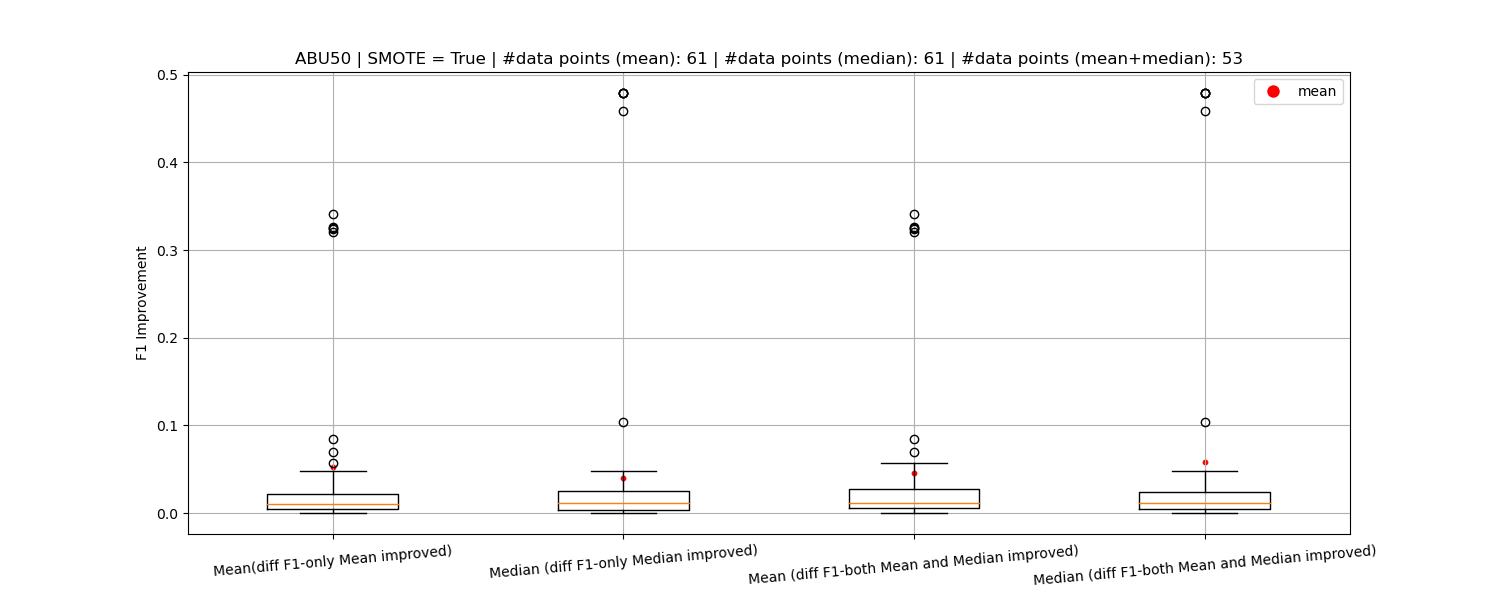 ABU50 | SMOTE = True | #data points (mean): 61 | #data points (median): 61 | #data points (mean+median): 53
mean
F1 Improvement
0.5
0.4
0.3
0.2
0.1
0.0
Mean(diff F1-only Mean improved)
Median (diff F1-only Median improved)
Mean (diff F1-both Mean and Median improved)
Median (diff F1-both Mean and Median improved)